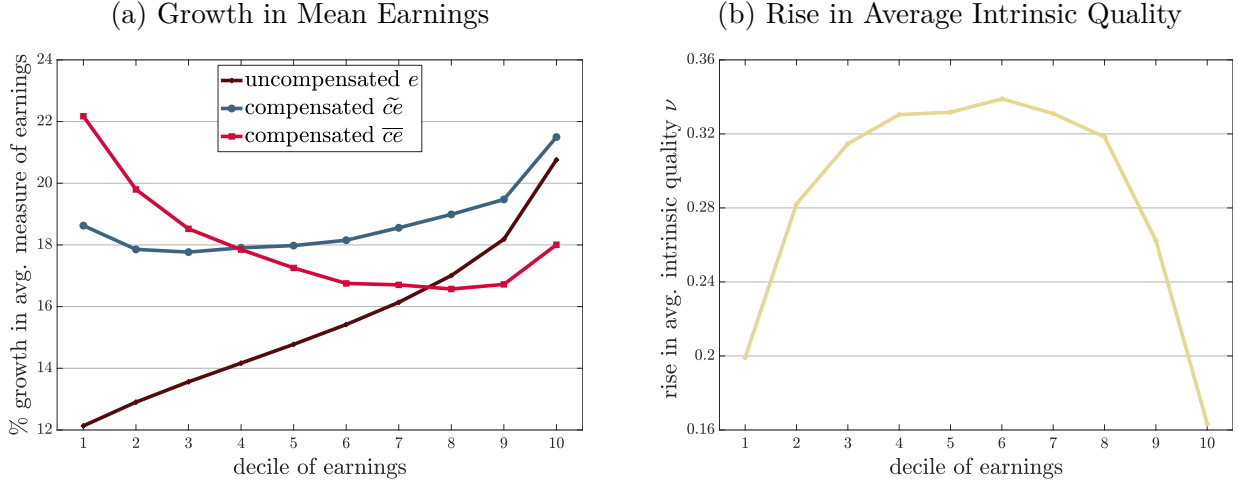 (a) Growth in Mean Earnings
% growth in avg. measure of earnings
24
22
20
18
16
14
12
uncompensated e
compensated c̃e
compensated c̅e̅
1 2 3 4 5 6 7 8 9 10
decile of earnings
(b) Rise in Average Intrinsic Quality
rise in avg. intrinsic quality ν
0.36
0.32
0.28
0.24
0.2
0.16
1 2 3 4 5 6 7 8 9 10
decile of earnings